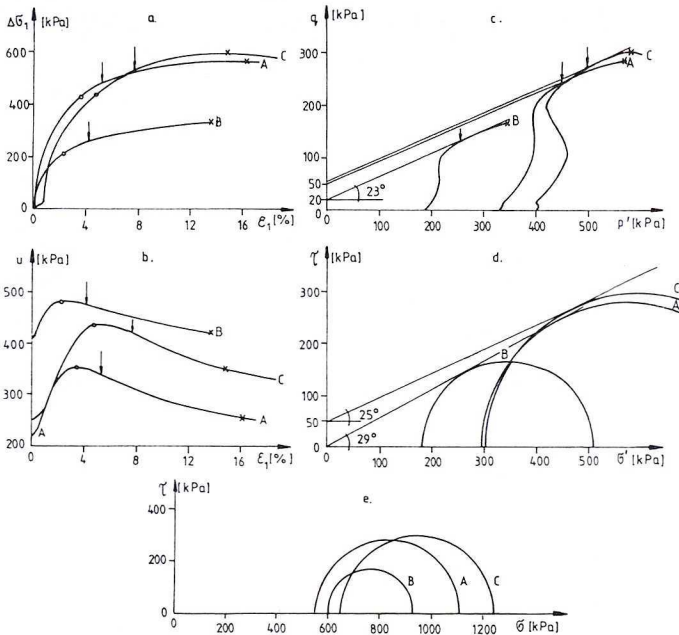 Δσ₁ [kPa] a.
600
400
200
0
0 4 8 12 16 e₁[%]
C
A
B
q [kPa] c.
300
200
100
50
20
0
23°
0 100 200 300 400 500 p' [kPa]
C
A
B
u [kPa] b.
500
400
300
200
A
0 4 8 12 16 ε₁[%]
B
C
A
τ [kPa] d.
300
200
100
50
0
25°
29°
0 100 200 300 400 500 σ' [kPa]
B
C
A
τ [kPa] e.
400
200
0
0 200 400 600 800 1000 1200 σ [kPa]
B A C